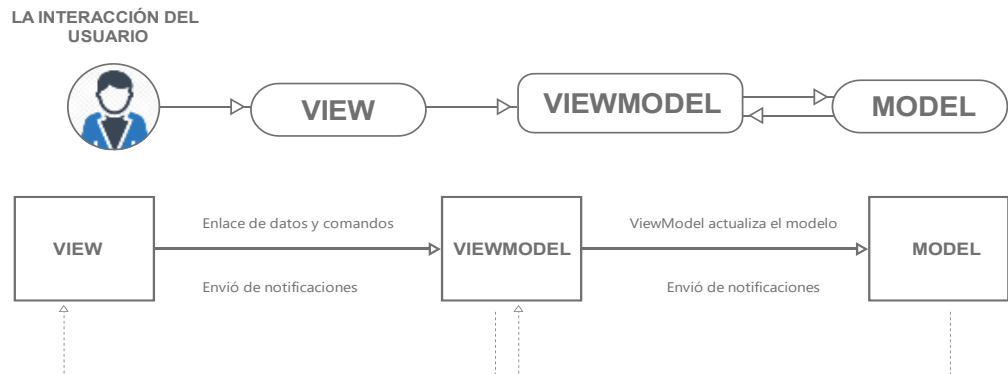 LA INTERACCIÓN DEL
USUARIO
VIEW
VIEWMODEL
MODEL
Enlace de datos y comandos
ViewModel actualiza el modelo
VIEW
VIEWMODEL
MODEL
Envió de notificaciones
Envió de notificaciones